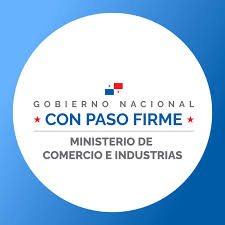 GOBIERNO NACIONAL
CON PASO FIRME
MINISTERIO DE
COMERCIO E INDUSTRIAS